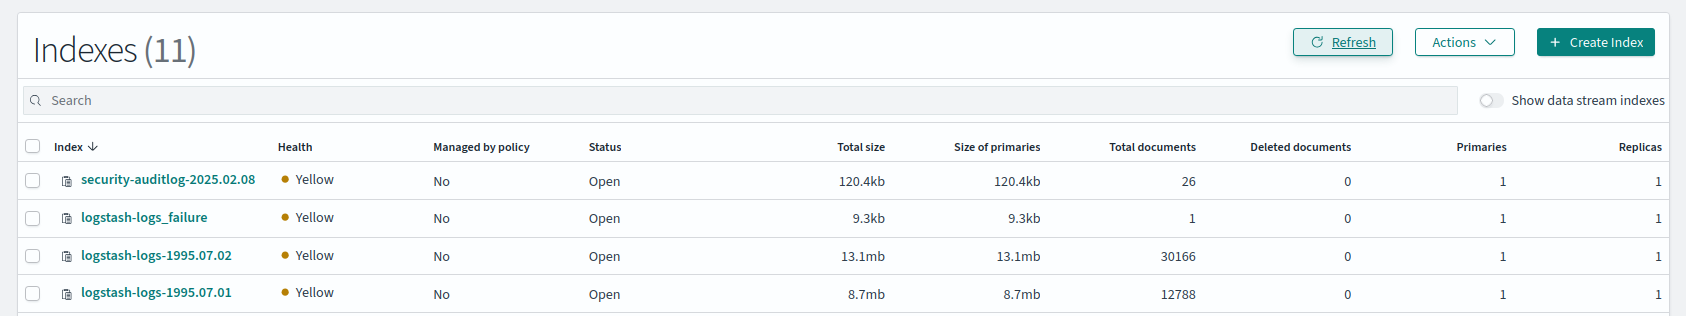 Indexes (11)
Refresh
Actions
Create Index
Search
Show data stream indexes
Index Health Managed by policy Status Total size Size of primaries Total documents Deleted documents Primaries Replicas
security-auditlog-2025.02.08 Yellow No Open 120.4kb 120.4kb 26 0 1 1
logstash-logs_failure Yellow No Open 9.3kb 9.3kb 1 0 1 1
logstash-logs-1995.07.02 Yellow No Open 13.1mb 13.1mb 30166 0 1 1
logstash-logs-1995.07.01 Yellow No Open 8.7mb 8.7mb 12788 0 1 1